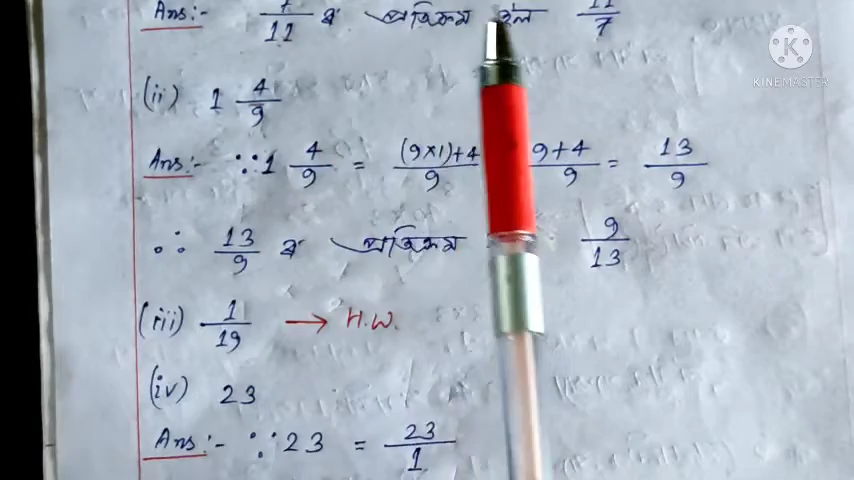 Ans:- 7/11 ৰ প্ৰতিক্ৰম হ'ল 11/7
KINEMASTER
(ii) 1 4/9
Ans:- ∵ 1 4/9 = (9×1)+4/9 9+4/9 = 13/9
∴ 13/9 ৰ প্ৰতিক্ৰম 9/13
(iii) 1/19 → H.W.
(iv) 23
Ans:- ∵ 23 = 23/1